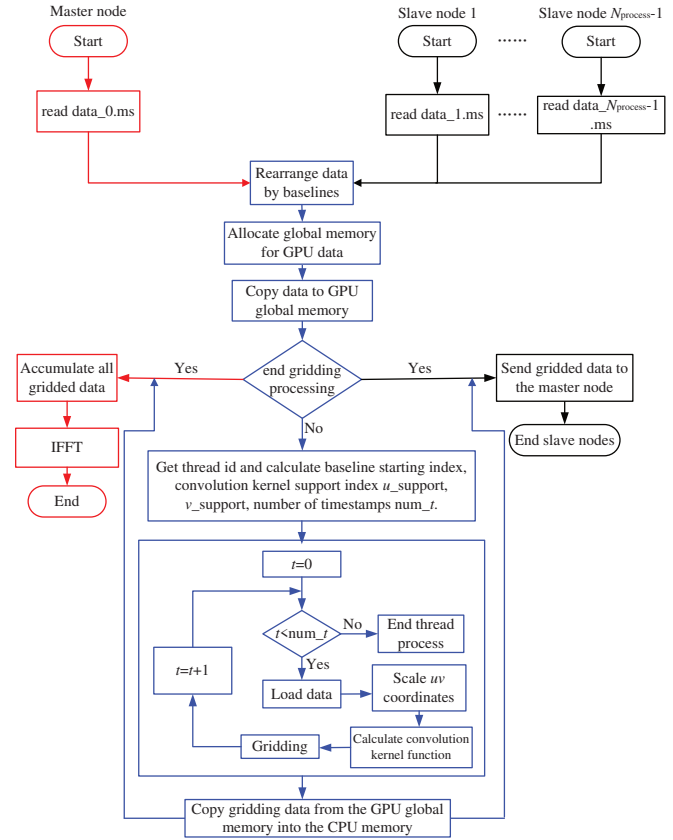 Master node
Slave node 1
Slave node Nprocess-1
Start
Start
······
Start
read data_0.ms
read data_1.ms
······
read data_Nprocess-1
.ms
Rearrange data
by baselines
Allocate global memory
for GPU data
Copy data to GPU
global memory
Accumulate all
gridded data
Yes
end gridding
processing
Yes
Send gridded data to
the master node
No
IFFT
End slave nodes
End
Get thread id and calculate baseline starting index,
convolution kernel support index u_support,
v_support, number of timestamps num_t.
t=0
t<num_t
No
End thread
process
Yes
t=t+1
Load data
Scale uv
coordinates
Gridding
Calculate convolution
kernel function
Copy gridding data from the GPU global
memory into the CPU memory